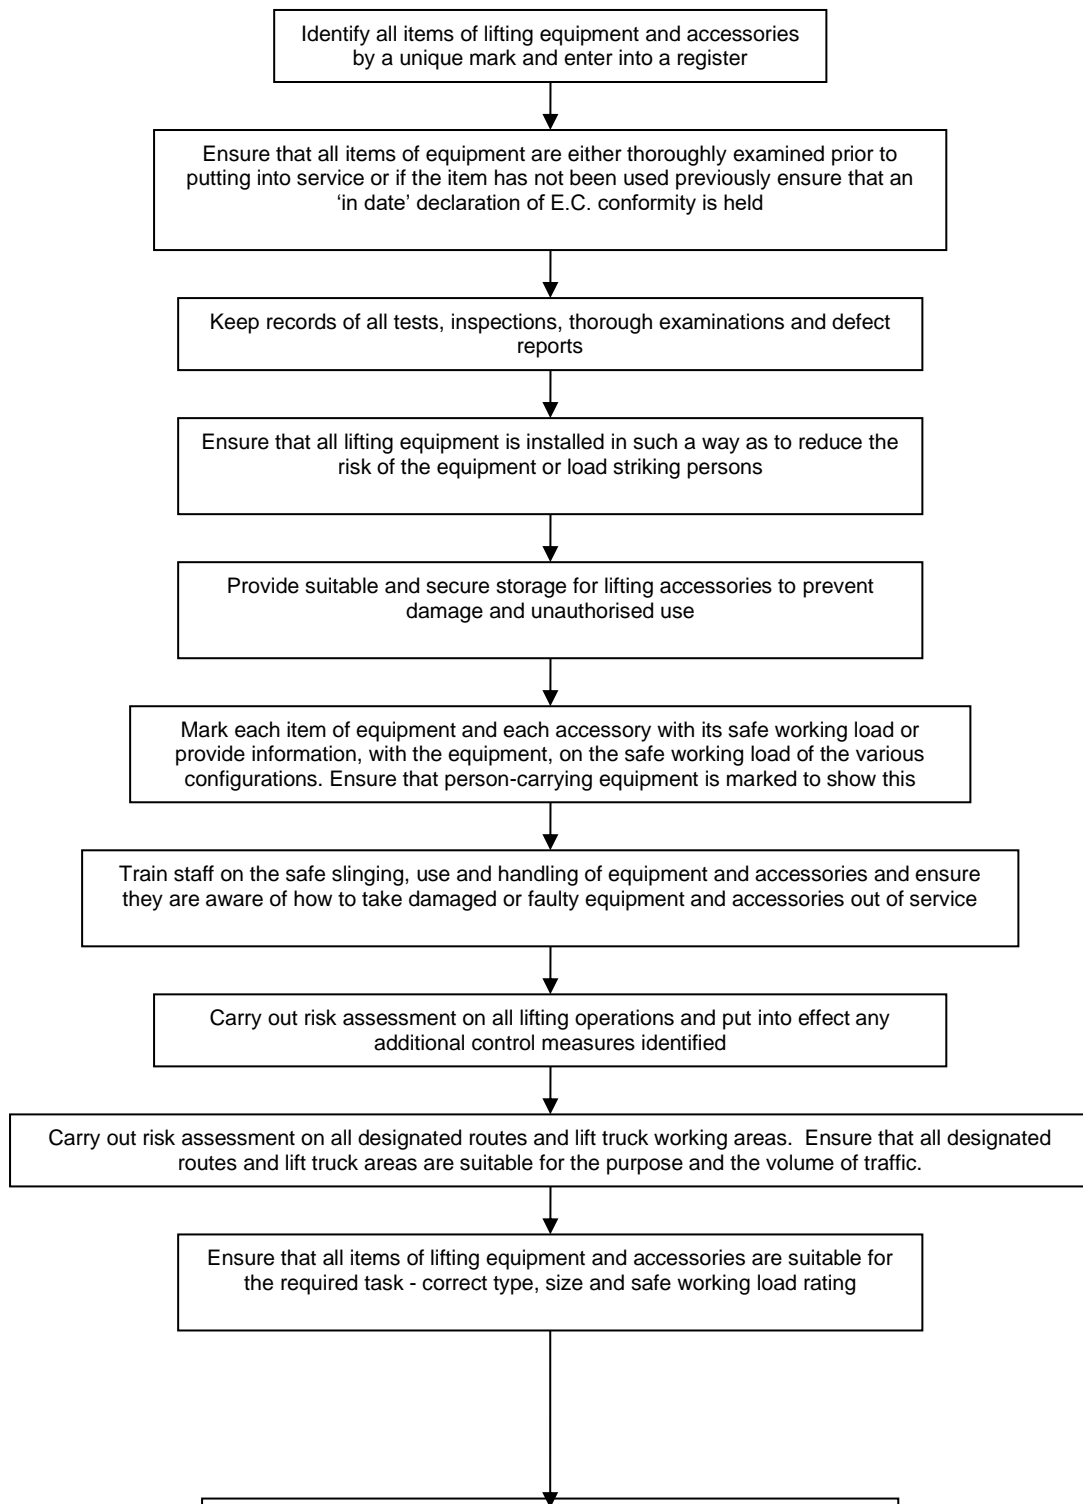 Identify all items of lifting equipment and accessories
by a unique mark and enter into a register
Ensure that all items of equipment are either thoroughly examined prior to
putting into service or if the item has not been used previously ensure that an
‘in date’ declaration of E.C. conformity is held
Keep records of all tests, inspections, thorough examinations and defect
reports
Ensure that all lifting equipment is installed in such a way as to reduce the
risk of the equipment or load striking persons
Provide suitable and secure storage for lifting accessories to prevent
damage and unauthorised use
Mark each item of equipment and each accessory with its safe working load or
provide information, with the equipment, on the safe working load of the various
configurations. Ensure that person-carrying equipment is marked to show this
Train staff on the safe slinging, use and handling of equipment and accessories and ensure
they are aware of how to take damaged or faulty equipment and accessories out of service
Carry out risk assessment on all lifting operations and put into effect any
additional control measures identified
Carry out risk assessment on all designated routes and lift truck working areas.  Ensure that all designated
routes and lift truck areas are suitable for the purpose and the volume of traffic.
Ensure that all items of lifting equipment and accessories are suitable for
the required task - correct type, size and safe working load rating